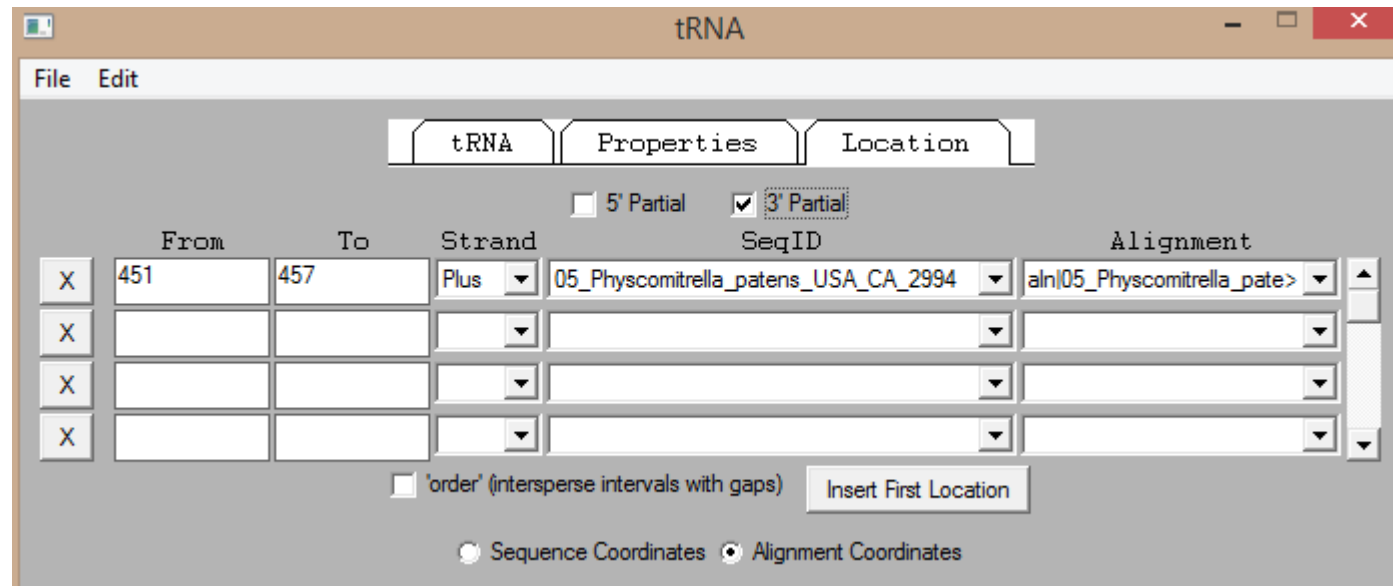 tRNA
File Edit
tRNA Properties Location
5' Partial 3' Partial
From To Strand SeqID Alignment
X 451 457 Plus 05_Physcomitrella_patens_USA_CA_2994 aln|05_Physcomitrella_pate>
X
X
X
'order' (intersperse intervals with gaps) Insert First Location
Sequence Coordinates Alignment Coordinates